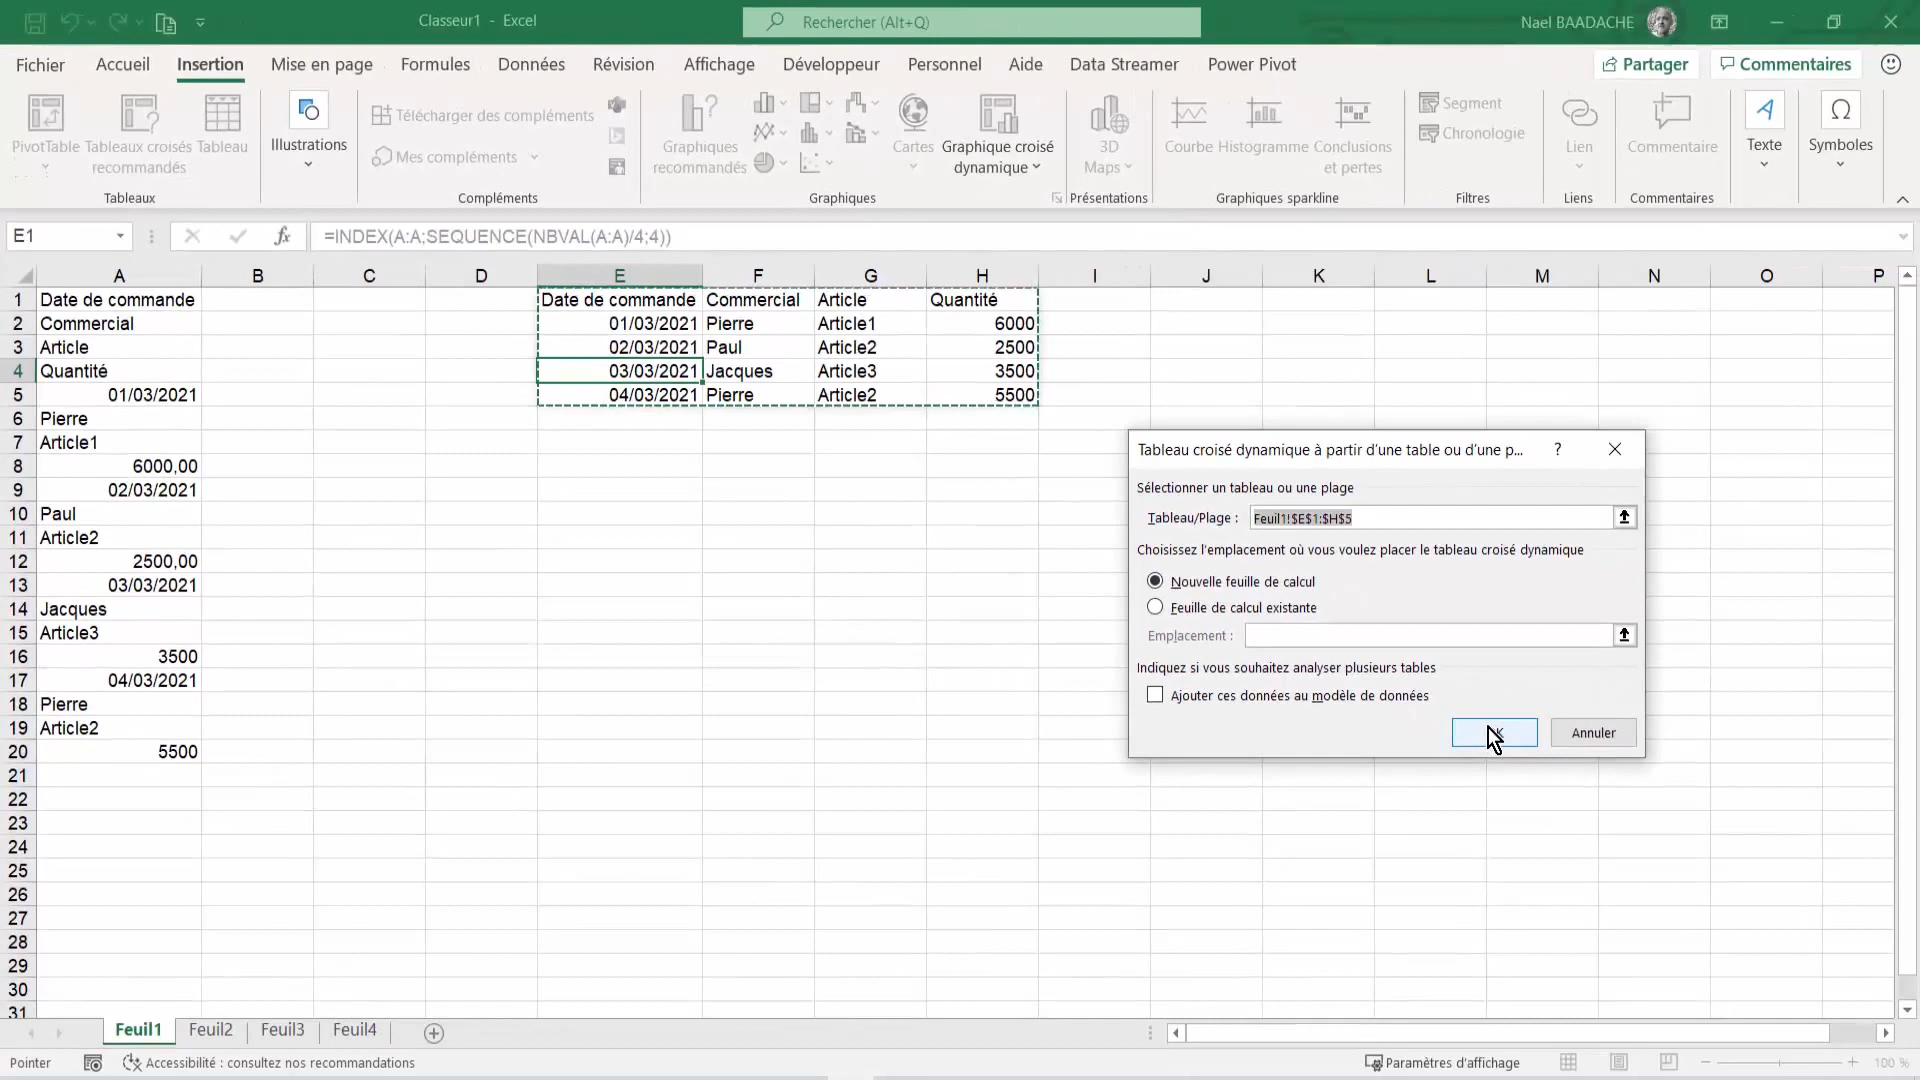 Classeur1 - Excel
Rechercher (Alt+Q)
Nael BAADACHE
Fichier Accueil Insertion Mise en page Formules Données Révision Affichage Développeur Personnel Aide Data Streamer Power Pivot Partager Commentaires
PivotTable
Tableaux croisés recommandés
Tableau
Illustrations
Télécharger des compléments
Mes compléments
Graphiques recommandés
Cartes
Graphique croisé dynamique
3D Maps
Courbe
Histogramme
Conclusions et pertes
Segment
Chronologie
Lien
Commentaire
Texte
Symboles
Tableaux Compléments Graphiques Présentations Graphiques sparkline Filtres Liens Commentaires
E1 fx =INDEX(A:A;SEQUENCE(NBVAL(A:A)/4;4))
A B C D E F G H I J K L M N O P
1 Date de commande Date de commande Commercial Article Quantité
2 Commercial 01/03/2021 Pierre Article1 6000
3 Article 02/03/2021 Paul Article2 2500
4 Quantité 03/03/2021 Jacques Article3 3500
5 01/03/2021 04/03/2021 Pierre Article2 5500
6 Pierre
7 Article1
8 6000,00
9 02/03/2021
10 Paul
11 Article2
12 2500,00
13 03/03/2021
14 Jacques
15 Article3
16 3500
17 04/03/2021
18 Pierre
19 Article2
20 5500
21
22
23
24
25
26
27
28
29
30
31
Tableau croisé dynamique à partir d'une table ou d'une p... ?
Sélectionner un tableau ou une plage
Tableau/Plage : Feuil1!$E$1:$H$5
Choisissez l'emplacement où vous voulez placer le tableau croisé dynamique
Nouvelle feuille de calcul
Feuille de calcul existante
Emplacement :
Indiquez si vous souhaitez analyser plusieurs tables
Ajouter ces données au modèle de données
Annuler
Feuil1 Feuil2 Feuil3 Feuil4
Pointer Accessibilité : consultez nos recommandations Paramètres d'affichage 100 %